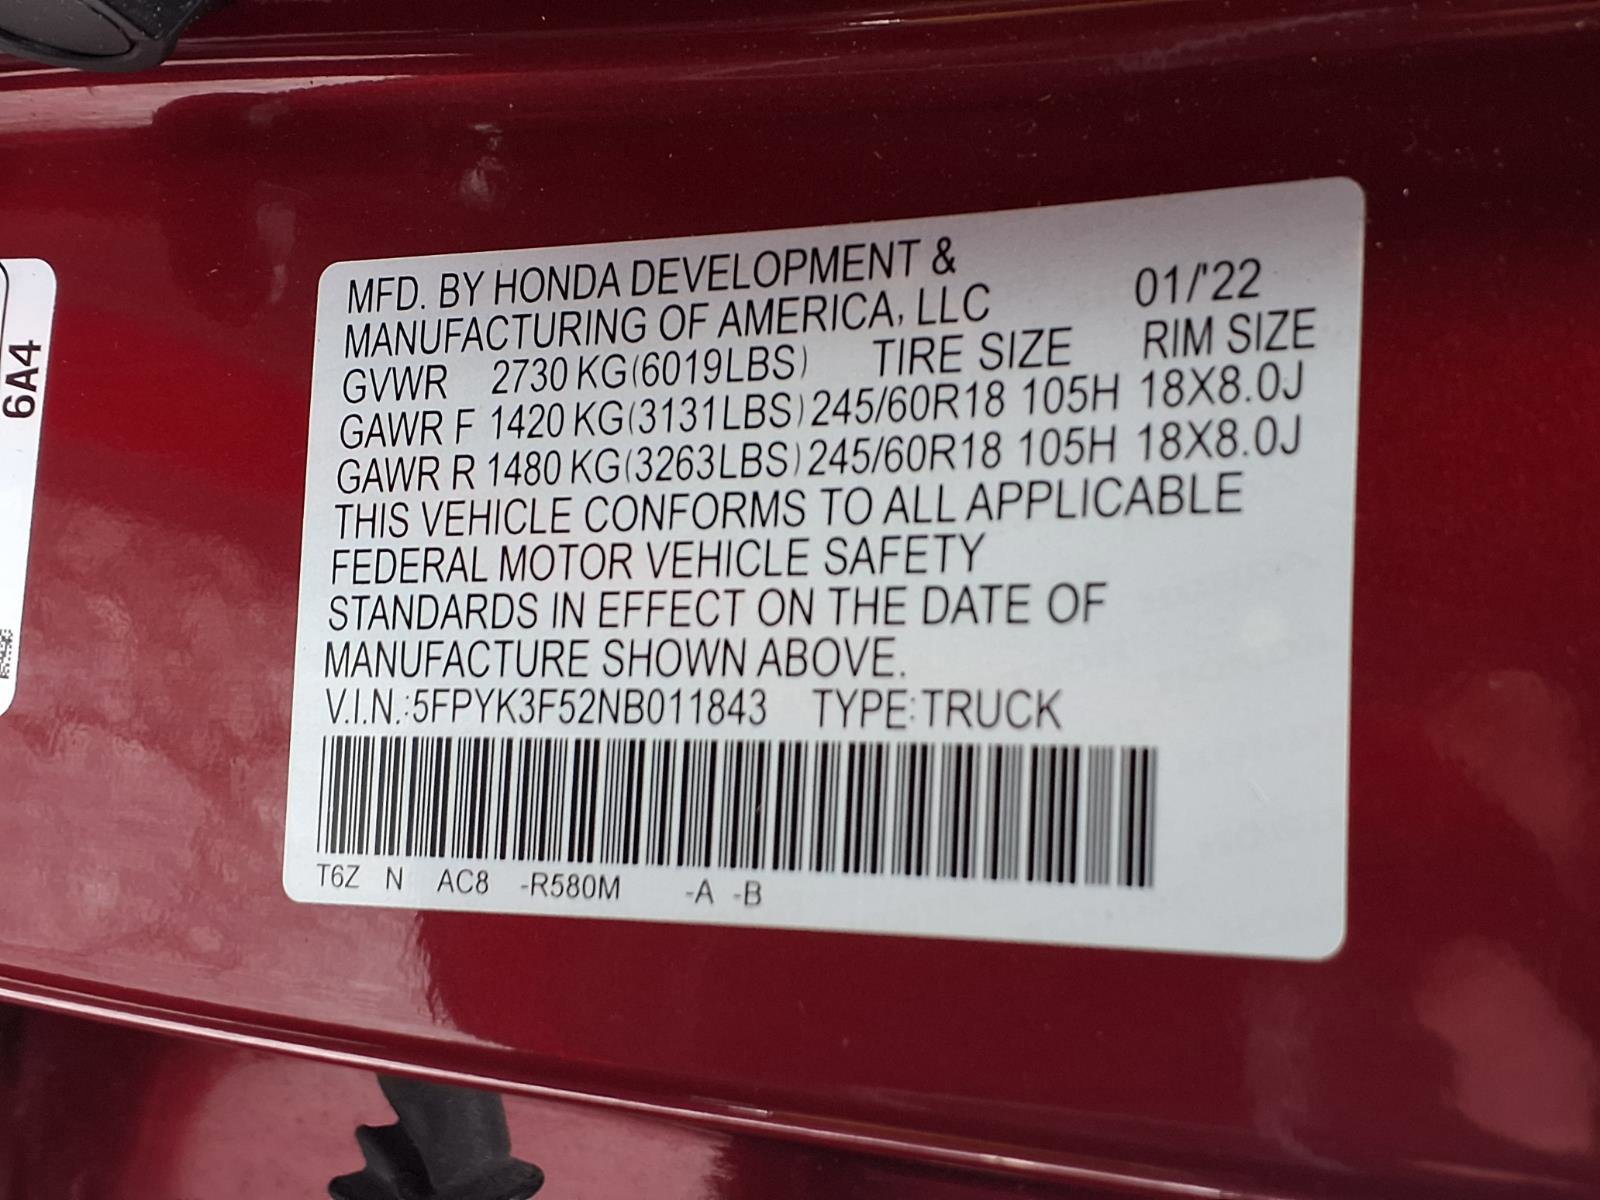 MFD. BY HONDA DEVELOPMENT &
MANUFACTURING OF AMERICA, LLC 01/'22
GVWR 2730 KG(6019LBS) TIRE SIZE RIM SIZE
GAWR F 1420 KG(3131LBS) 245/60R18 105H 18X8.0J
GAWR R 1480 KG(3263LBS) 245/60R18 105H 18X8.0J
THIS VEHICLE CONFORMS TO ALL APPLICABLE
FEDERAL MOTOR VEHICLE SAFETY
STANDARDS IN EFFECT ON THE DATE OF
MANUFACTURE SHOWN ABOVE.
V.I.N.:5FPYK3F52NB011843 TYPE:TRUCK
T6Z N AC8 -R580M -A -B
6A4